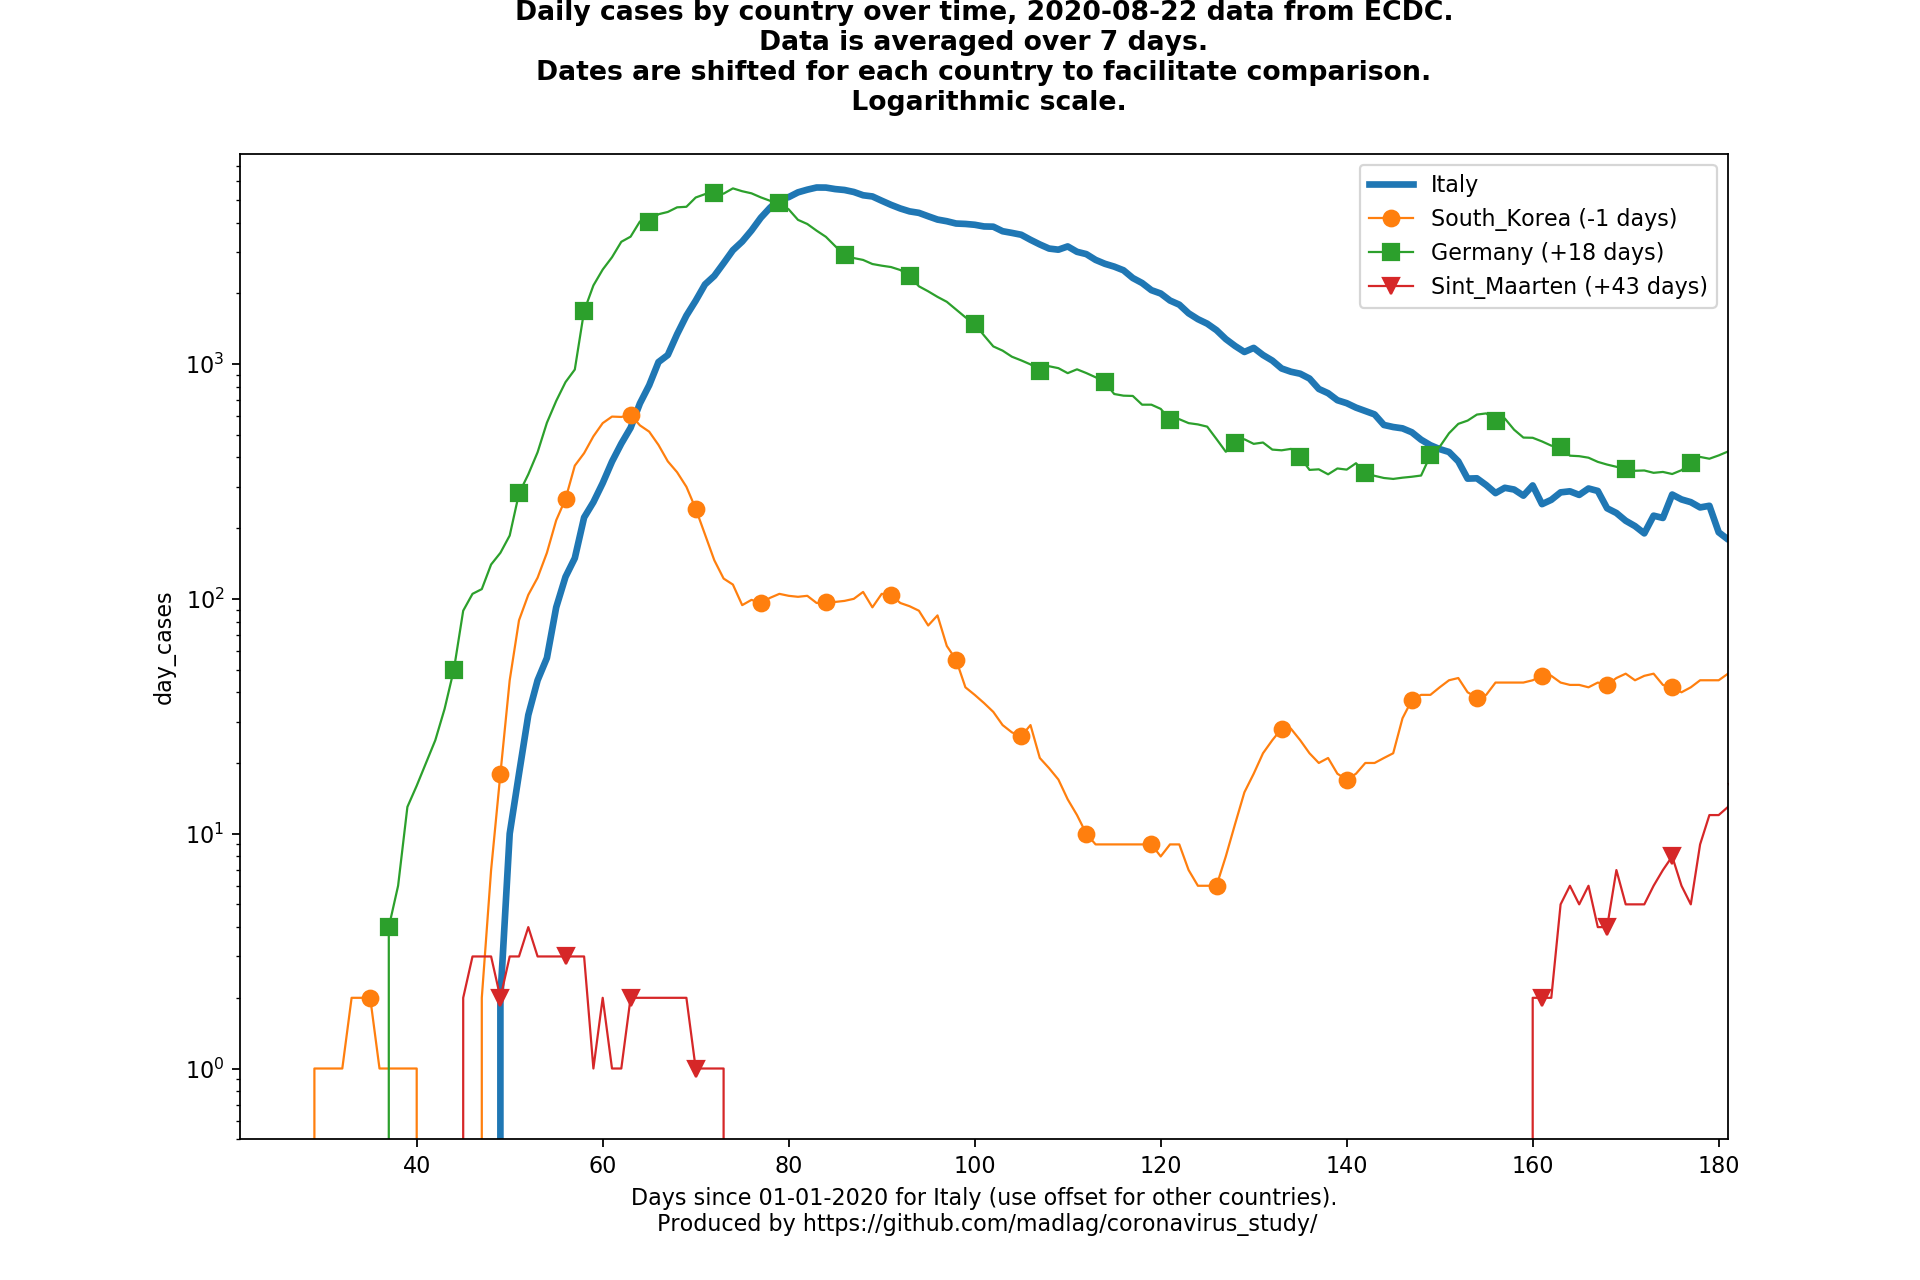 Daily cases by country over time, 2020-08-22 data from ECDC.
Data is averaged over 7 days.
Dates are shifted for each country to facilitate comparison.
Logarithmic scale.
Italy
South_Korea (-1 days)
Germany (+18 days)
Sint_Maarten (+43 days)
day_cases
10³
10²
10¹
10⁰
40 60 80 100 120 140 160 180
Days since 01-01-2020 for Italy (use offset for other countries).
Produced by https://github.com/madlag/coronavirus_study/